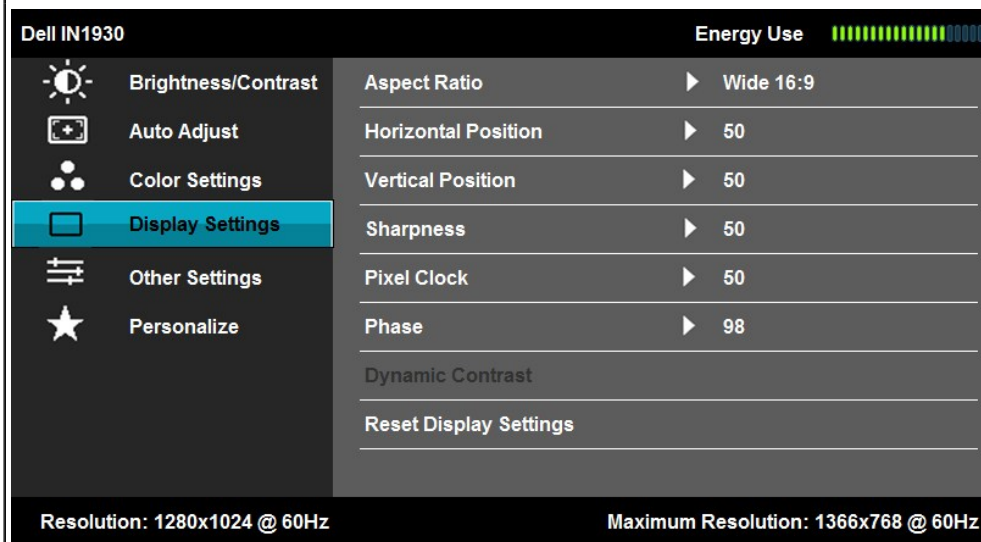 Dell IN1930 Energy Use
Brightness/Contrast
Auto Adjust
Color Settings
Display Settings
Other Settings
Personalize
Aspect Ratio Wide 16:9
Horizontal Position 50
Vertical Position 50
Sharpness 50
Pixel Clock 50
Phase 98
Dynamic Contrast
Reset Display Settings
Resolution: 1280x1024 @ 60Hz Maximum Resolution: 1366x768 @ 60Hz